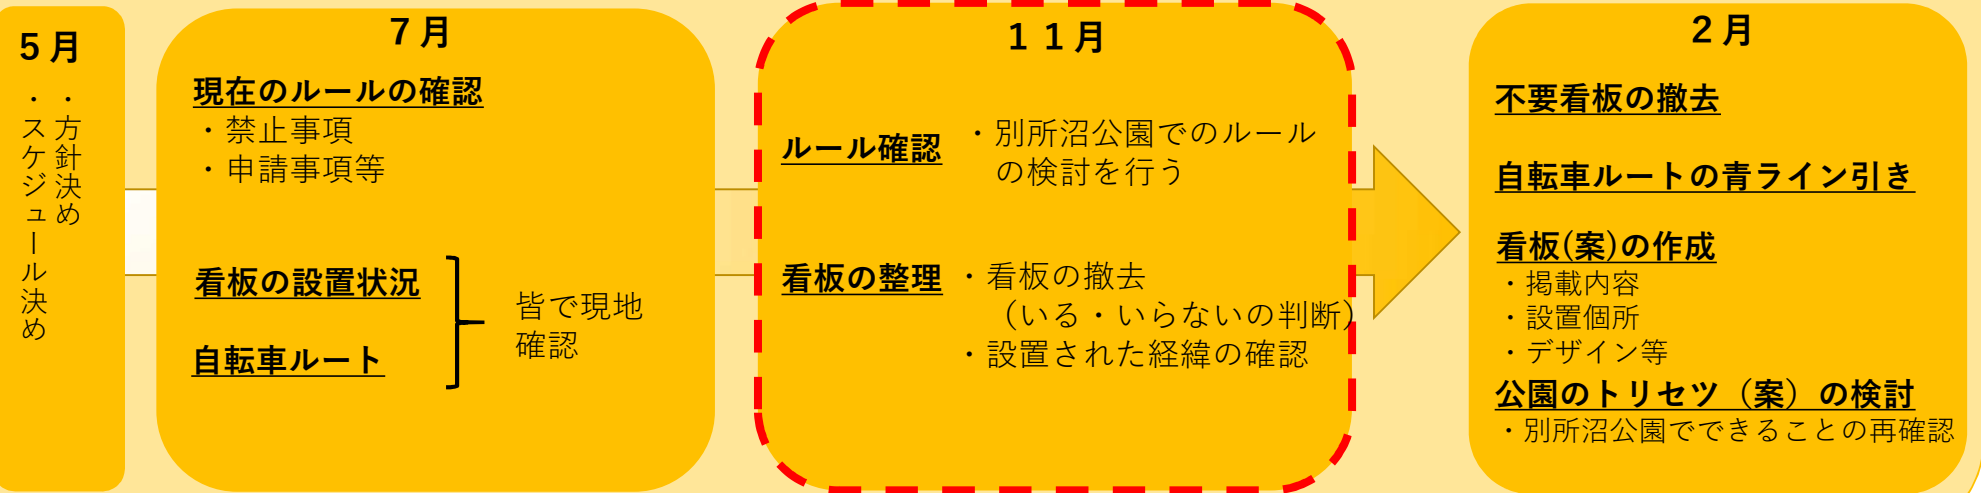 5月
・方針決め
・スケジュール決め
7月
現在のルールの確認
・禁止事項
・申請事項等
看板の設置状況
自転車ルート
皆で現地
確認
11月
ルール確認
・別所沼公園でのルール
の検討を行う
看板の整理
・看板の撤去
(いる・いらないの判断)
・設置された経緯の確認
2月
不要看板の撤去
自転車ルートの青ライン引き
看板(案)の作成
・掲載内容
・設置個所
・デザイン等
公園のトリセツ(案)の検討
・別所沼公園でできることの再確認